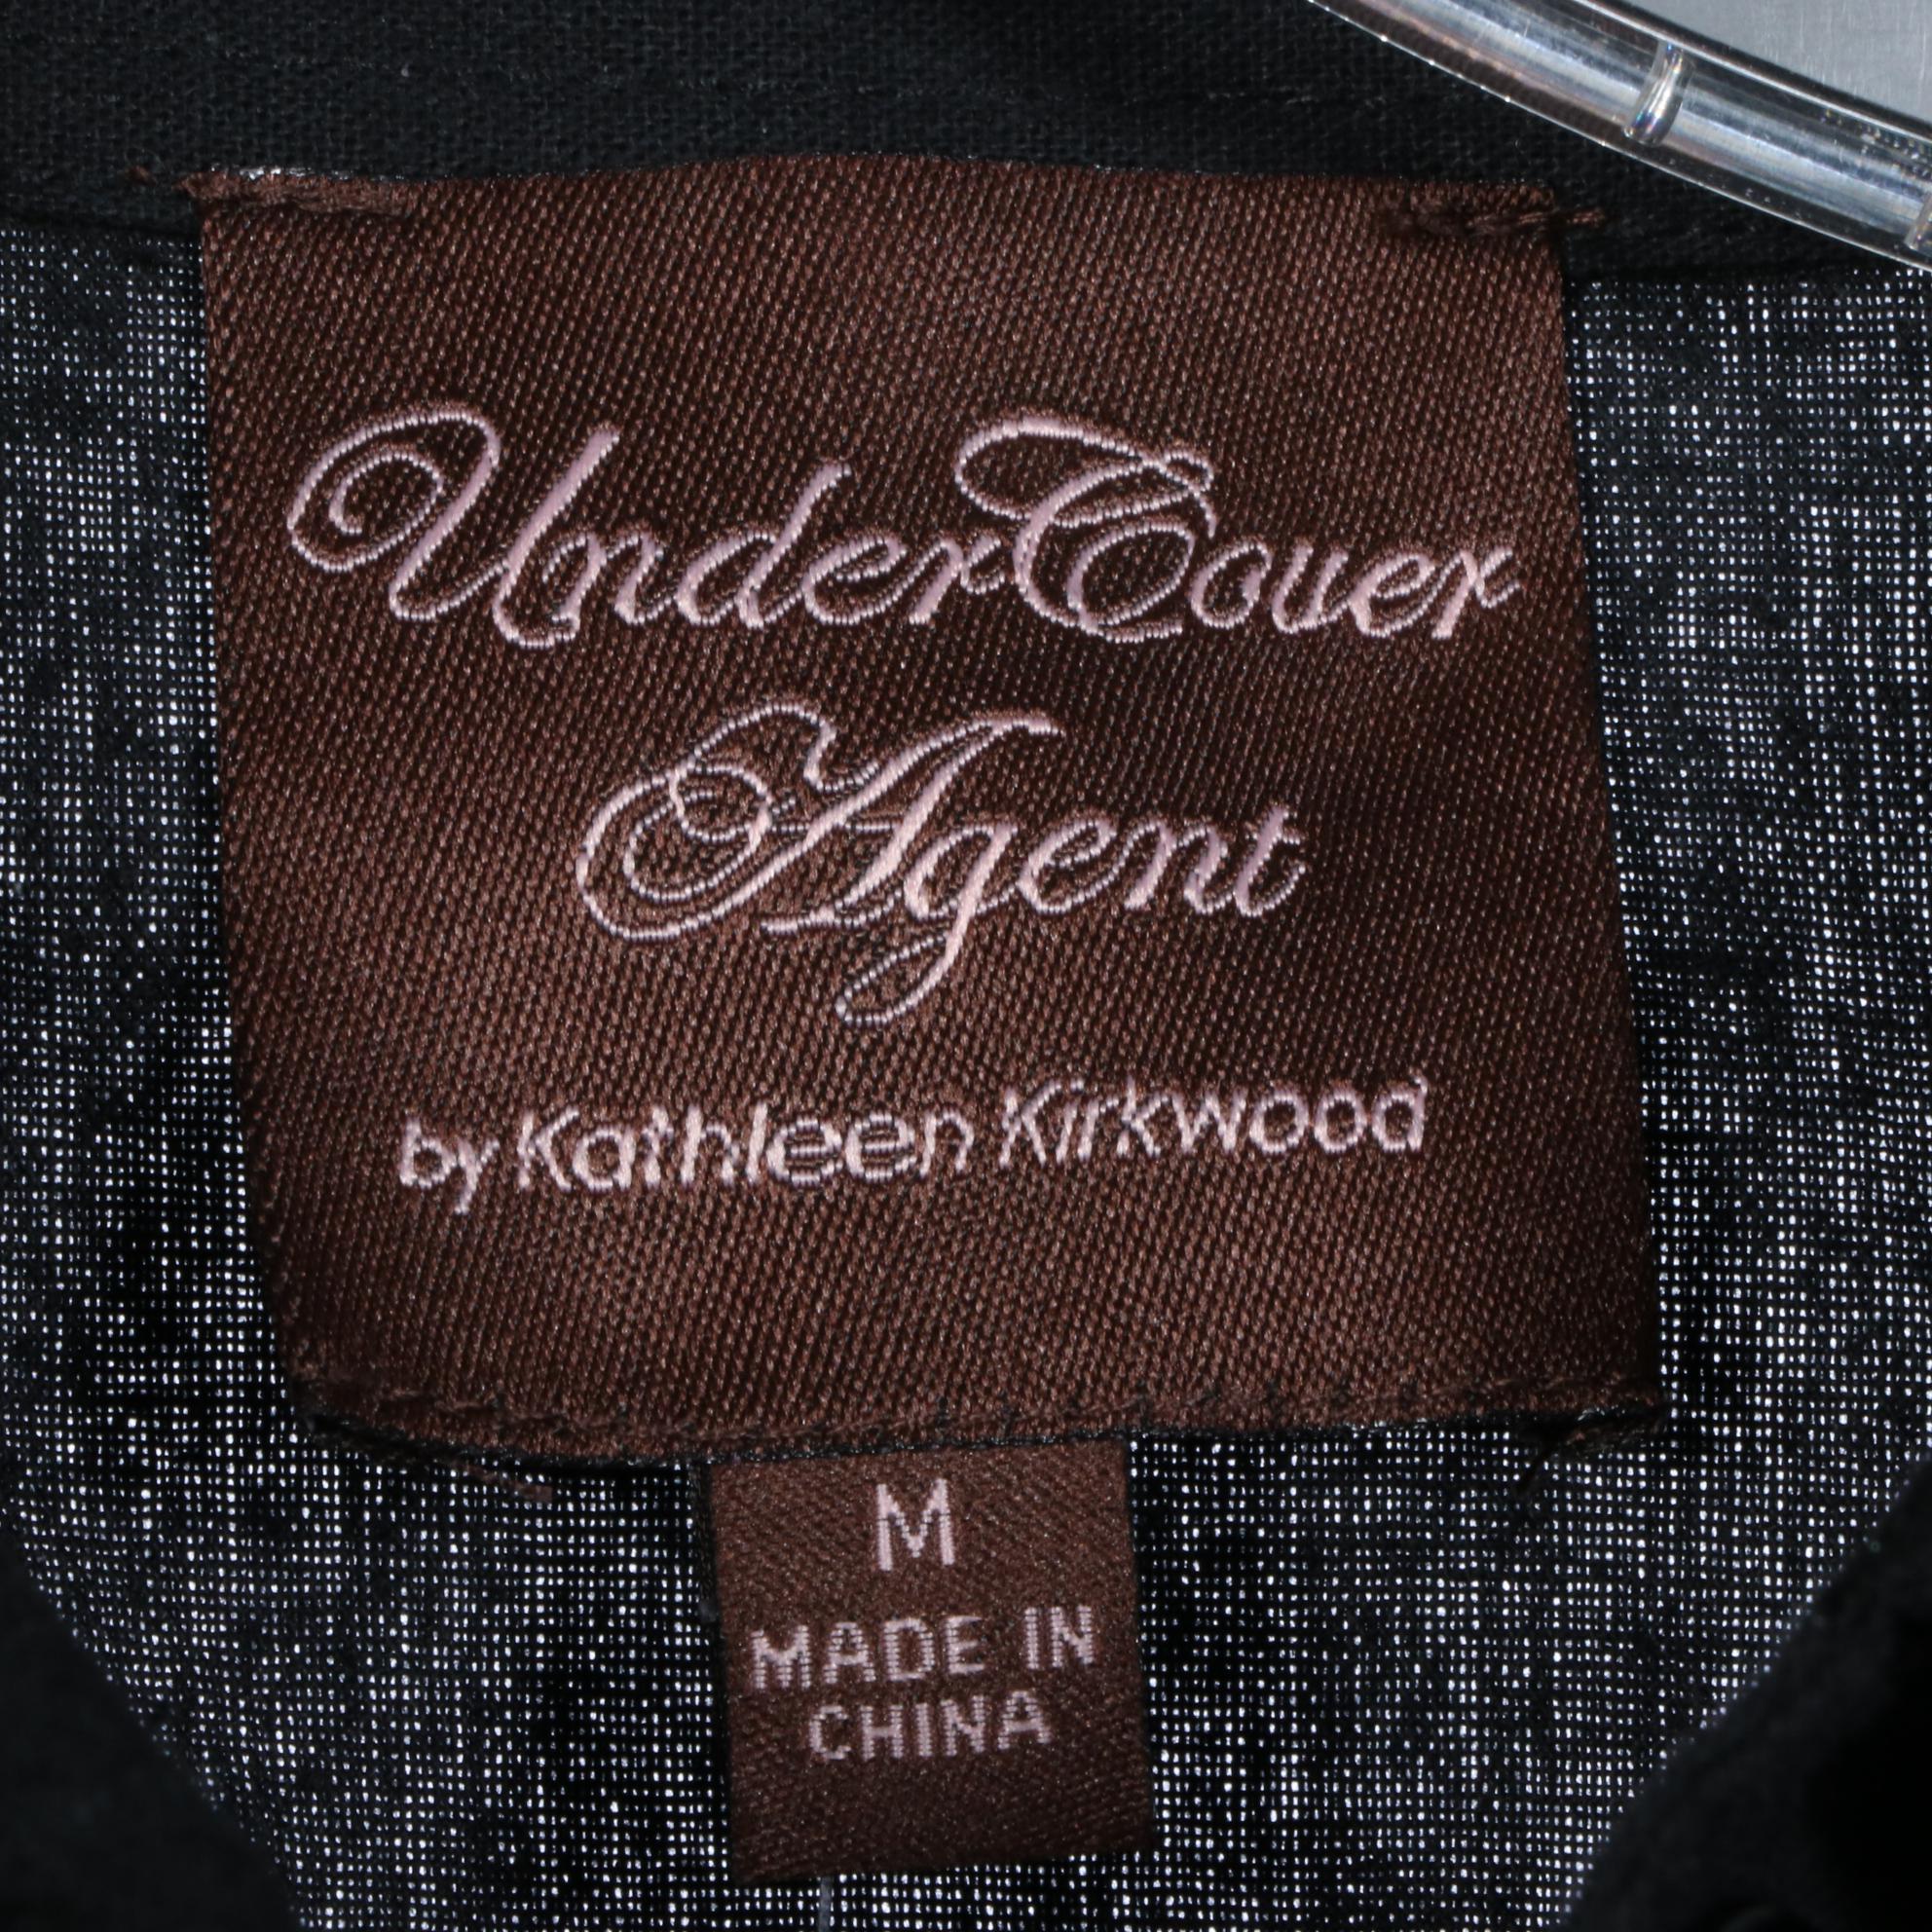 UnderCover
Agent
by Kathleen Kirkwood
M
MADE IN
CHINA